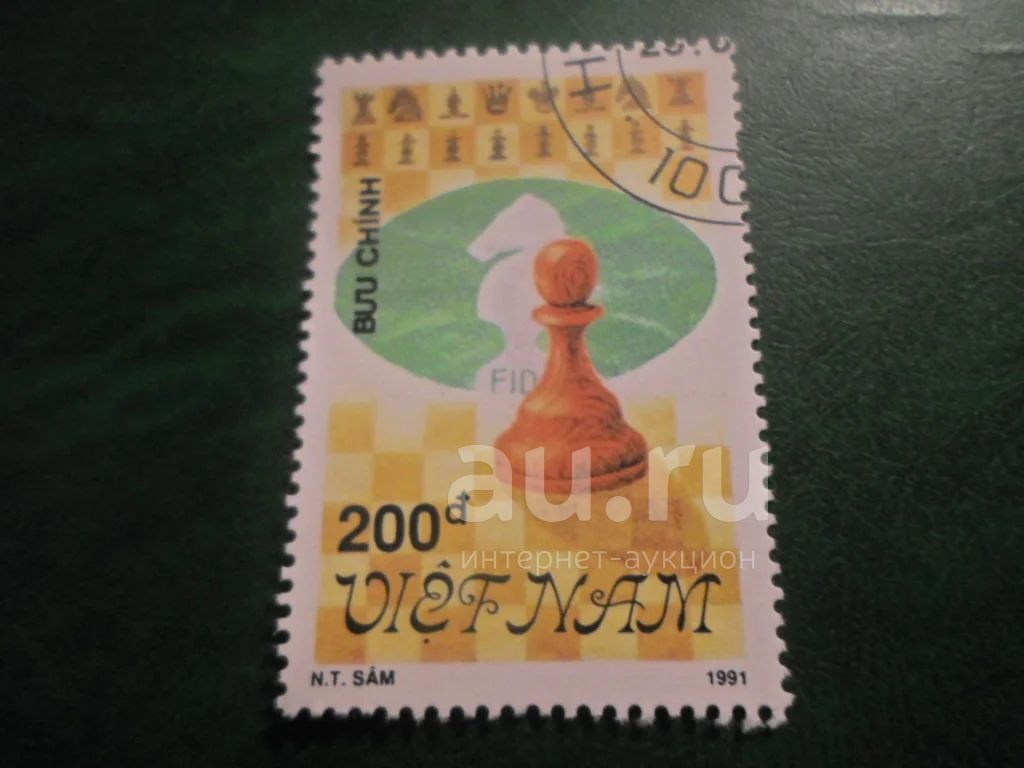 10
BƯU CHÍNH
FID
au.ru
интернет-аукцион
200đ
VIỆT NAM
N.T. SÂM 1991